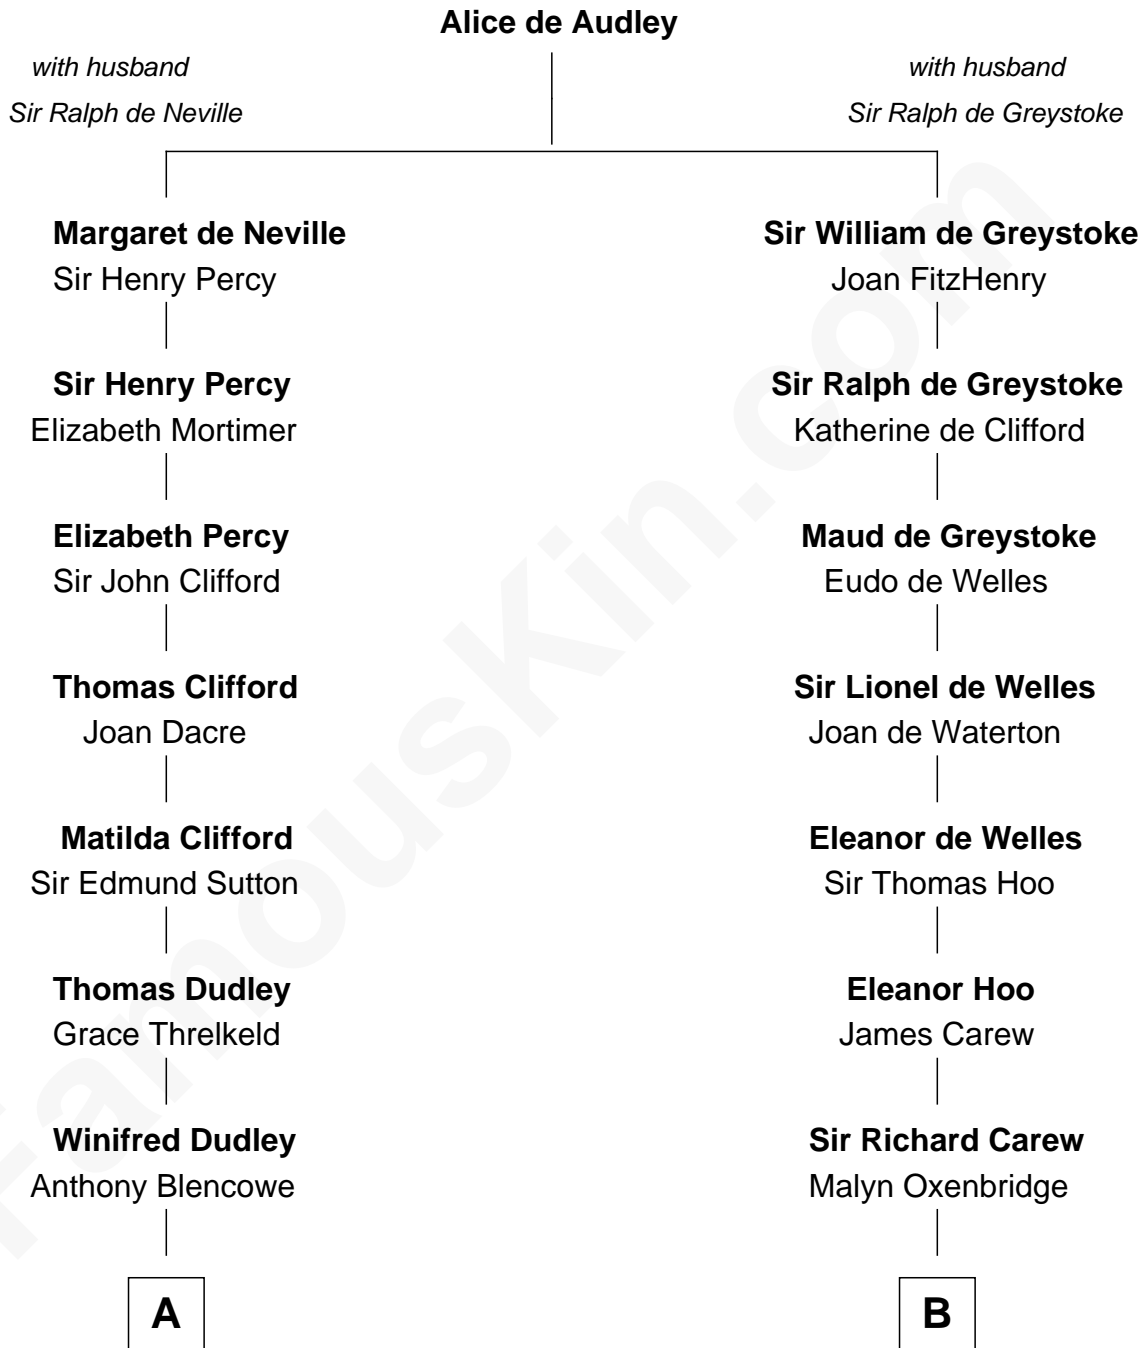 Alice de Audley
with husband
Sir Ralph de Neville
with husband
Sir Ralph de Greystoke
Margaret de Neville
Sir Henry Percy
Sir William de Greystoke
Joan FitzHenry
Sir Henry Percy
Elizabeth Mortimer
Sir Ralph de Greystoke
Katherine de Clifford
Elizabeth Percy
Sir John Clifford
Maud de Greystoke
Eudo de Welles
Thomas Clifford
Joan Dacre
Sir Lionel de Welles
Joan de Waterton
Matilda Clifford
Sir Edmund Sutton
Eleanor de Welles
Sir Thomas Hoo
Thomas Dudley
Grace Threlkeld
Eleanor Hoo
James Carew
Winifred Dudley
Anthony Blencowe
Sir Richard Carew
Malyn Oxenbridge
A
B
FamousKin.com